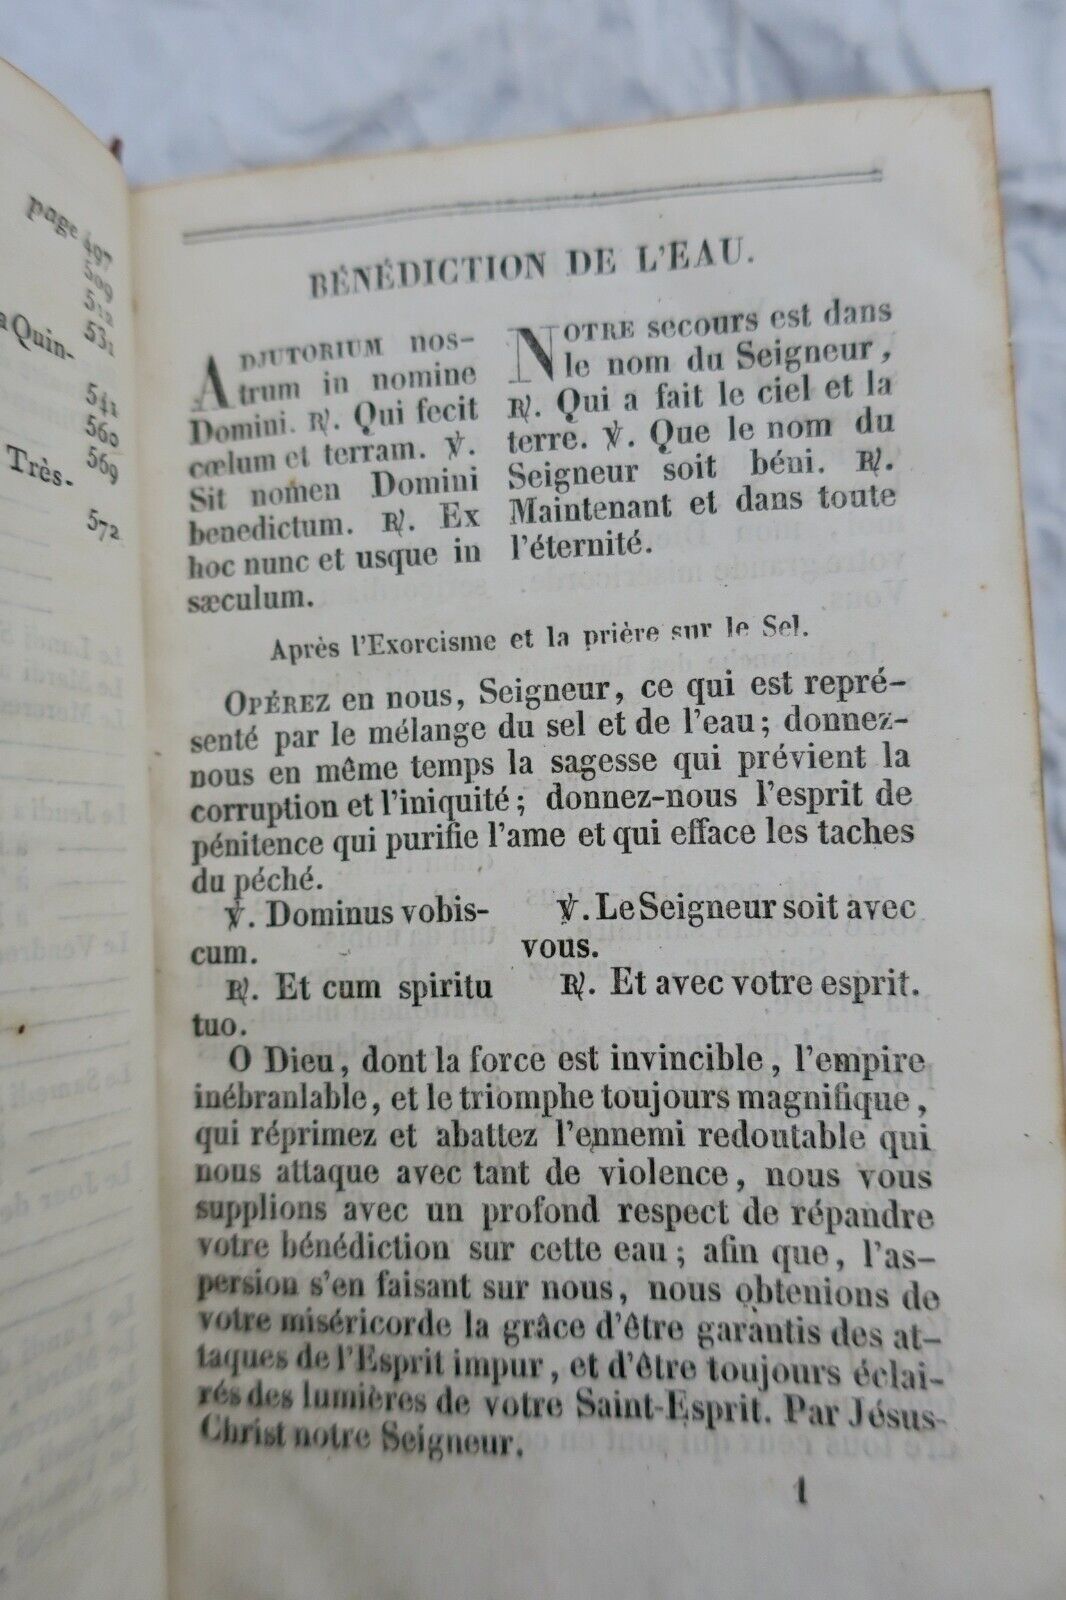 page 497
509
512
531
a Quin-
541
560
569
Très-
572
BÉNÉDICTION DE L'EAU.
ADJUTORIUM nos-
trum in nomine
Domini. ℟. Qui fecit
cœlum et terram. ℣.
Sit nomen Domini
benedictum. ℟. Ex
hoc nunc et usque in
sæculum.
NOTRE secours est dans
le nom du Seigneur,
℟. Qui a fait le ciel et la
terre. ℣. Que le nom du
Seigneur soit béni. ℟.
Maintenant et dans toute
l'éternité.
Après l'Exorcisme et la prière sur le Sel.
OPÉREZ en nous, Seigneur, ce qui est repré-
senté par le mélange du sel et de l'eau; donnez-
nous en même temps la sagesse qui prévient la
corruption et l'iniquité; donnez-nous l'esprit de
pénitence qui purifie l'ame et qui efface les taches
du péché.
℣. Dominus vobis-
cum.
℟. Et cum spiritu
tuo.
℣. Le Seigneur soit avec
vous.
℟. Et avec votre esprit.
O Dieu, dont la force est invincible, l'empire
inébranlable, et le triomphe toujours magnifique,
qui réprimez et abattez l'ennemi redoutable qui
nous attaque avec tant de violence, nous vous
supplions avec un profond respect de répandre
votre bénédiction sur cette eau; afin que, l'as-
persion s'en faisant sur nous, nous obtenions de
votre miséricorde la grâce d'être garantis des at-
taques de l'Esprit impur, et d'être toujours éclai-
rés des lumières de votre Saint-Esprit. Par Jésus-
Christ notre Seigneur.
1